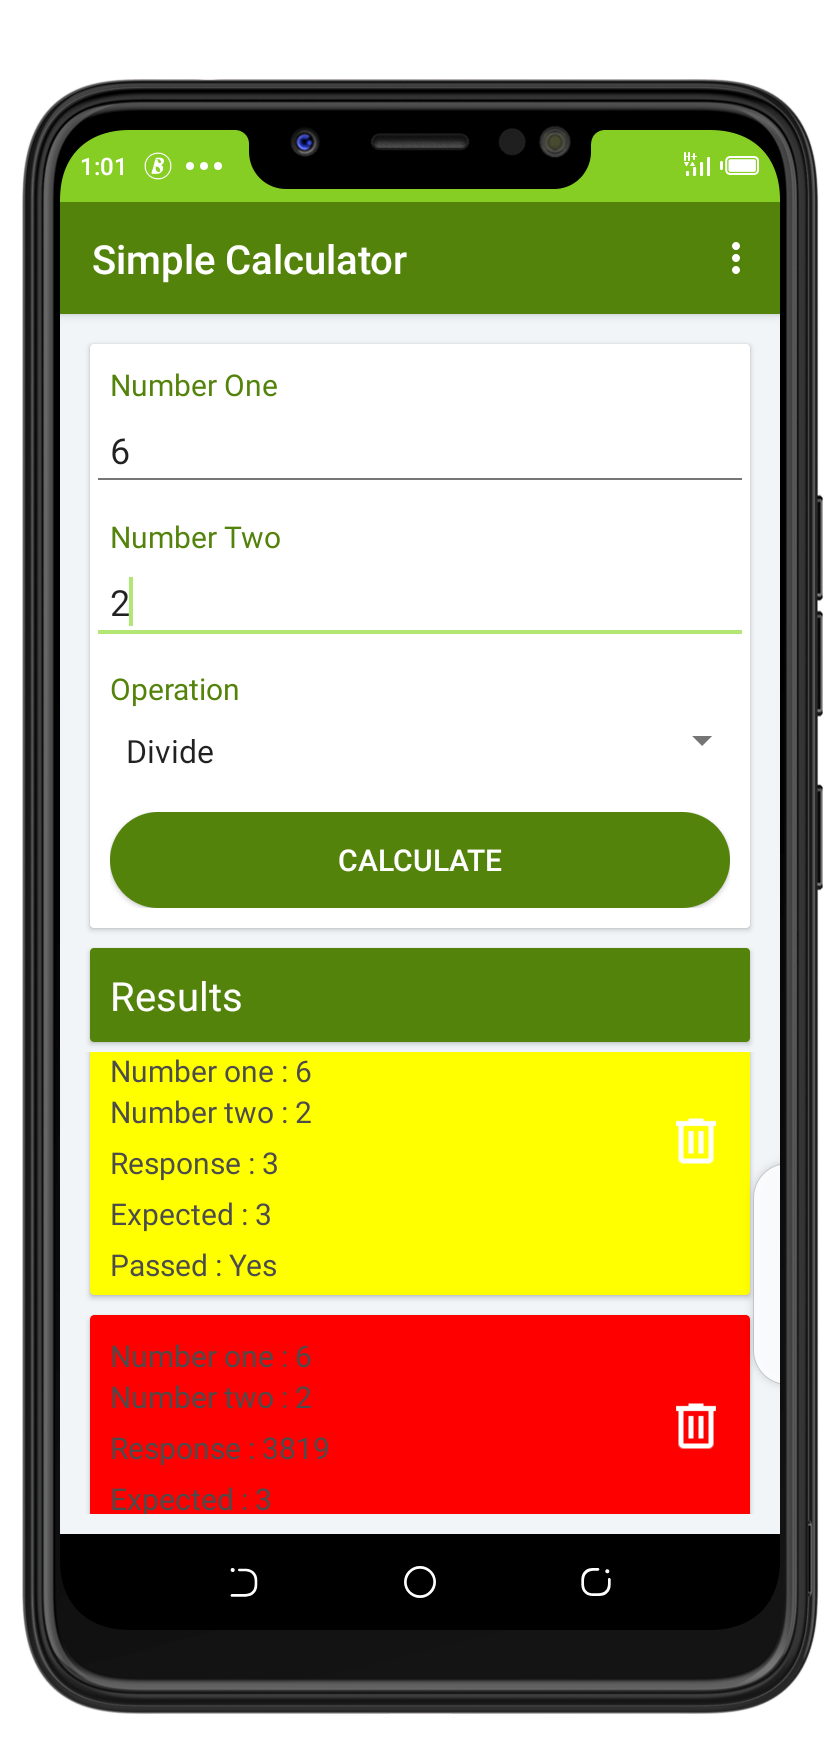 1:01
H+
Simple Calculator
Number One
6
Number Two
2
Operation
Divide
CALCULATE
Results
Number one : 6
Number two : 2
Response : 3
Expected : 3
Passed : Yes
Number one : 6
Number two : 2
Response : 3819
Expected : 3